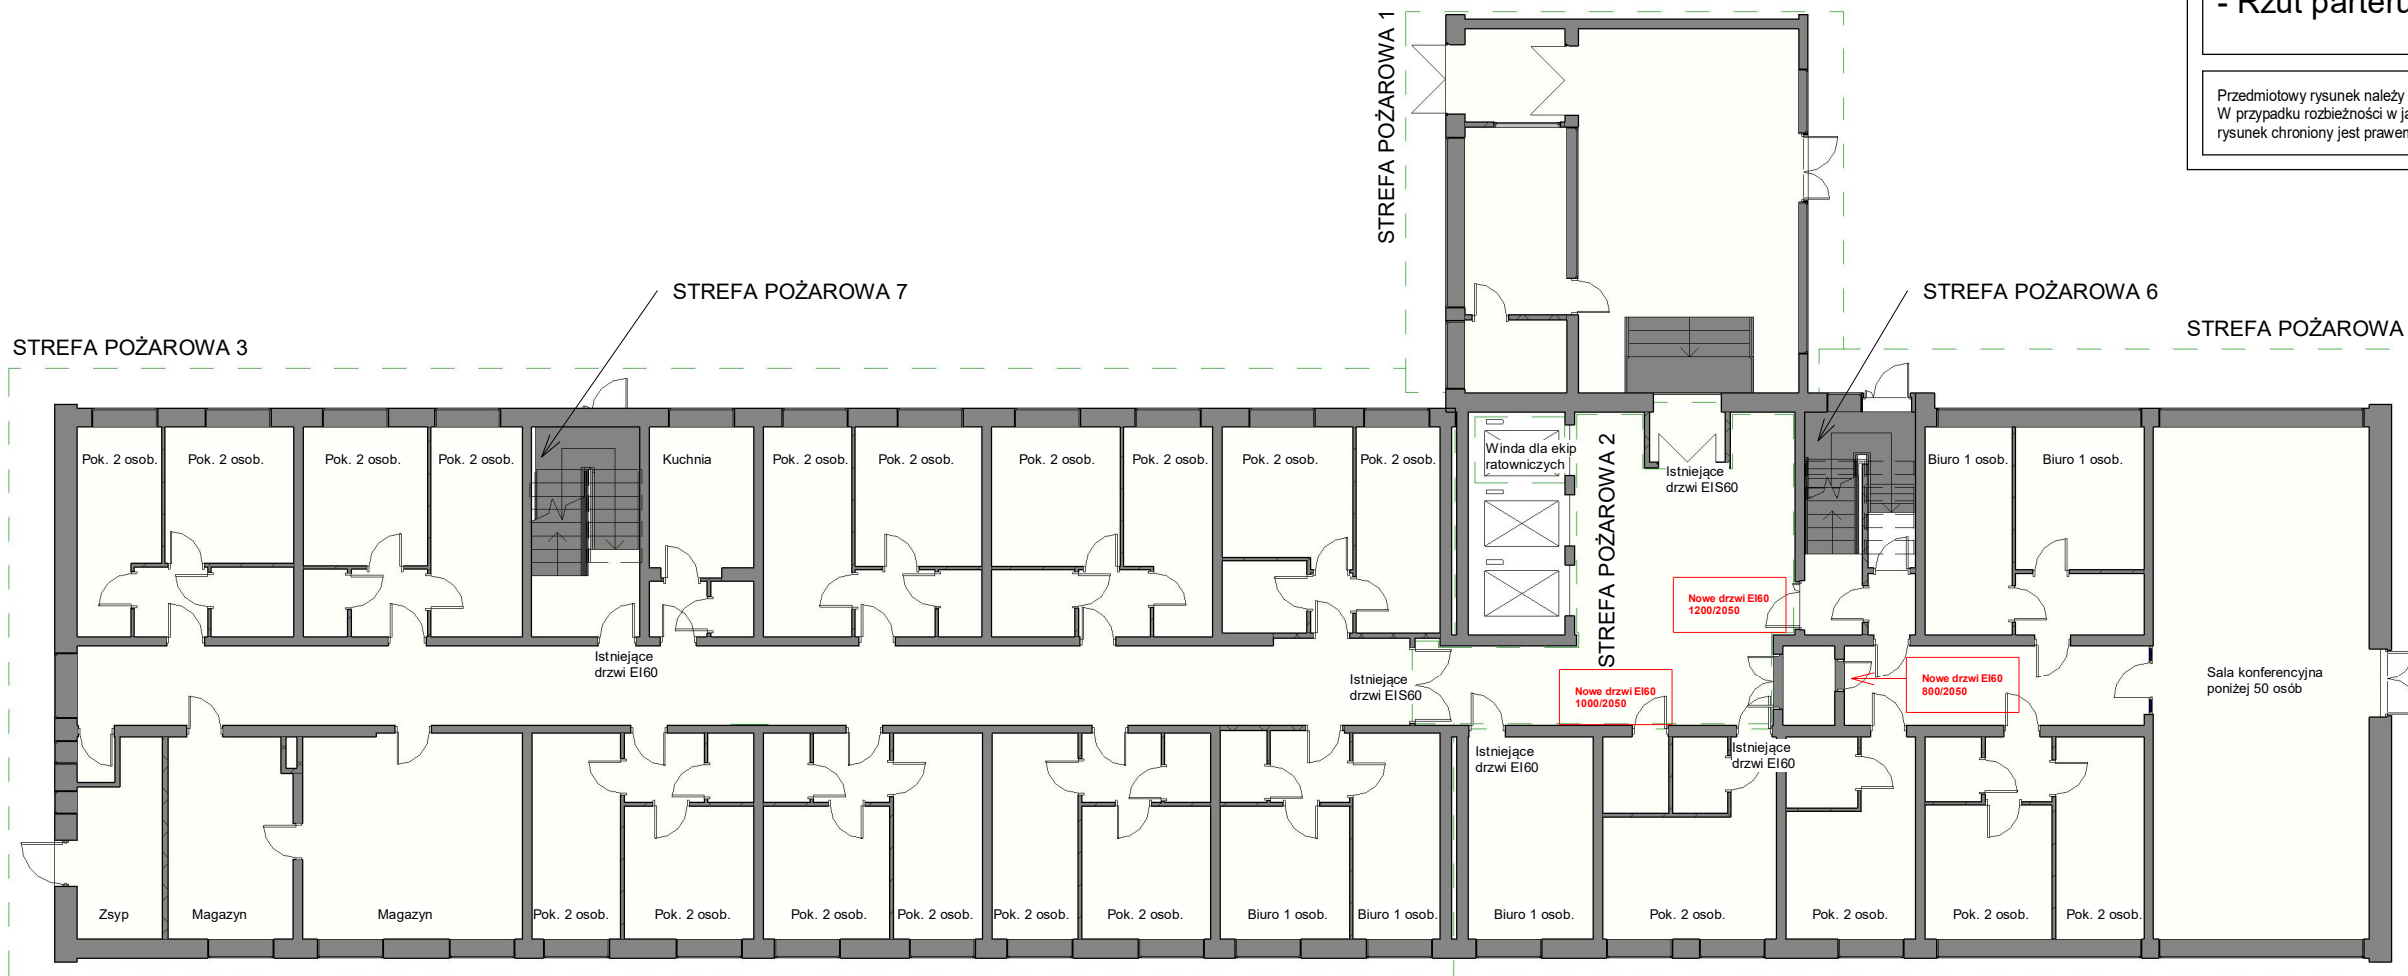 - Rzut parteru
Przedmiotowy rysunek należy
W przypadku rozbieżności w
rysunek chroniony jest
STREFA POŻAROWA 1
STREFA POŻAROWA 7
STREFA POŻAROWA 6
STREFA POŻAROWA
STREFA POŻAROWA 3
Pok. 2 osob.
Pok. 2 osob.
Pok. 2 osob.
Pok. 2 osob.
Kuchnia
Pok. 2 osob.
Pok. 2 osob.
Pok. 2 osob.
Pok. 2 osob.
Pok. 2 osob.
Pok. 2 osob.
Winda dla ekip
ratowniczych
STREFA POŻAROWA 2
Istniejące
drzwi EIS60
Biuro 1 osob.
Biuro 1 osob.
Nowe drzwi EI60
1200/2050
Istniejące
drzwi EI60
Istniejące
drzwi EIS60
Nowe drzwi EI60
1000/2050
Nowe drzwi EI60
800/2050
Sala konferencyjna
poniżej 50 osób
Istniejące
drzwi EI60
Istniejące
drzwi EI60
Zsyp
Magazyn
Magazyn
Pok. 2 osob.
Pok. 2 osob.
Pok. 2 osob.
Pok. 2 osob.
Pok. 2 osob.
Pok. 2 osob.
Biuro 1 osob.
Biuro 1 osob.
Biuro 1 osob.
Pok. 2 osob.
Pok. 2 osob.
Pok. 2 osob.
Pok. 2 osob.